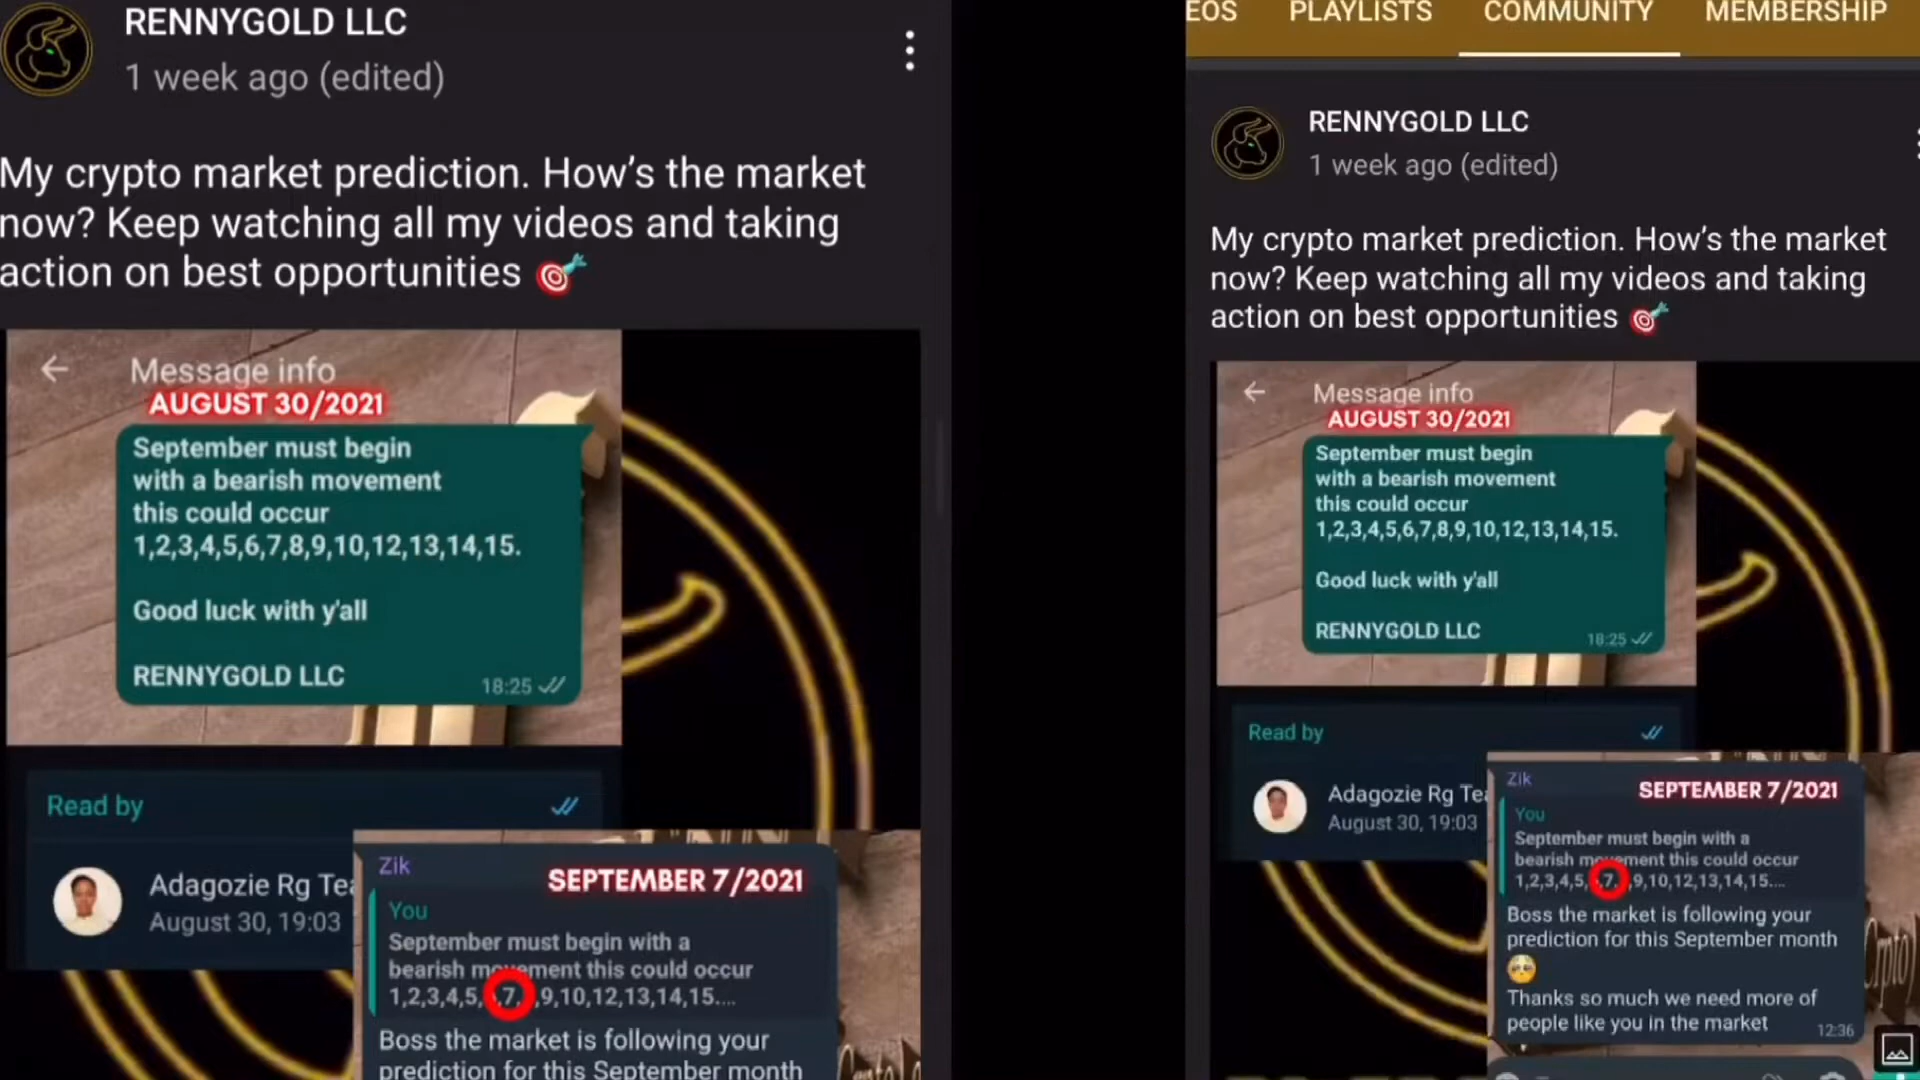 RENNYGOLD LLC
1 week ago (edited)
My crypto market prediction. How's the market
now? Keep watching all my videos and taking
action on best opportunities 🎯
Message info
AUGUST 30/2021
September must begin
with a bearish movement
this could occur
1,2,3,4,5,6,7,8,9,10,12,13,14,15.
Good luck with y'all
RENNYGOLD LLC
18:25
Read by
Adagozie Rg Tea
August 30, 19:03
Zik
SEPTEMBER 7/2021
You
September must begin with a
bearish movement this could occur
1,2,3,4,5, ,7, ,9,10,12,13,14,15....
Boss the market is following your
prediction for this September month
EOS PLAYLISTS COMMUNITY MEMBERSHIP
RENNYGOLD LLC
1 week ago (edited)
My crypto market prediction. How's the market
now? Keep watching all my videos and taking
action on best opportunities 🎯
Message info
AUGUST 30/2021
September must begin
with a bearish movement
this could occur
1,2,3,4,5,6,7,8,9,10,12,13,14,15.
Good luck with y'all
RENNYGOLD LLC
18:25
Read by
Adagozie Rg Tea
August 30, 19:03
Zik
SEPTEMBER 7/2021
You
September must begin with a
bearish movement this could occur
1,2,3,4,5, ,7, ,9,10,12,13,14,15....
Boss the market is following your
prediction for this September month
🥹
Thanks so much we need more of
people like you in the market
12:36